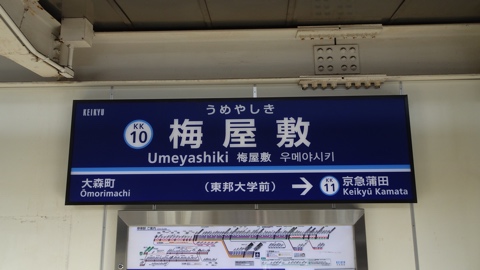 KEIKYU
KK
10
うめやしき
梅屋敷
Umeyashiki 梅屋敷 우메야시키
大森町
Ōmorimachi
(東邦大学前)
→
KK
11
京急蒲田
Keikyū Kamata